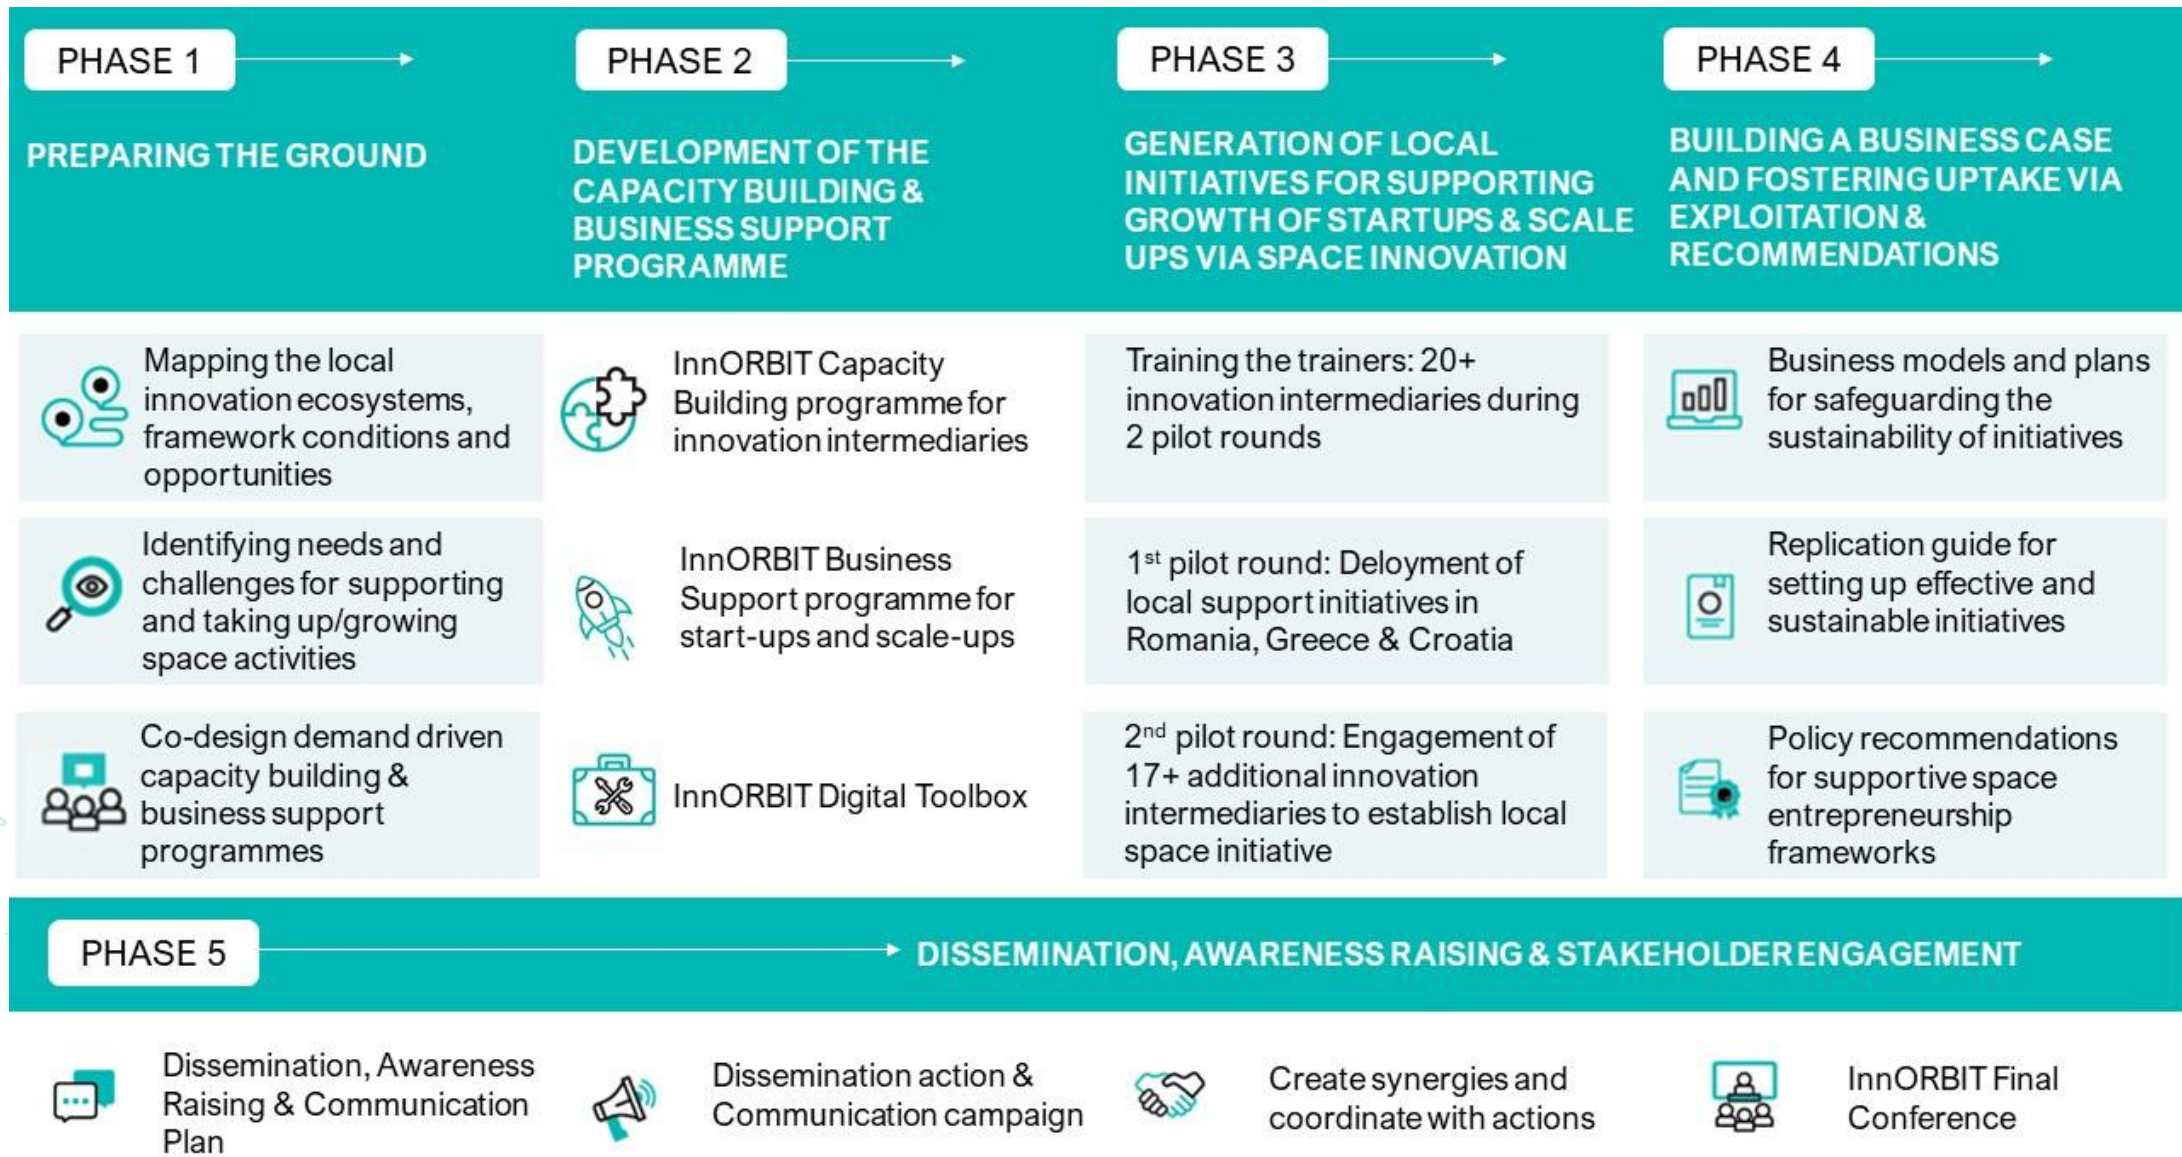 PHASE 1
PREPARING THE GROUND
Mapping the local
innovation ecosystems,
framework conditions and
opportunities
Identifying needs and
challenges for supporting
and taking up/growing
space activities
Co-design demand driven
capacity building &
business support
programmes
PHASE 2
DEVELOPMENT OF THE
CAPACITY BUILDING &
BUSINESS SUPPORT
PROGRAMME
InnORBIT Capacity
Building programme for
innovation intermediaries
InnORBIT Business
Support programme for
start-ups and scale-ups
InnORBIT Digital Toolbox
PHASE 3
GENERATION OF LOCAL
INITIATIVES FOR SUPPORTING
GROWTH OF STARTUPS & SCALE
UPS VIA SPACE INNOVATION
Training the trainers: 20+
innovation intermediaries during
2 pilot rounds
1st pilot round: Deloyment of
local support initiatives in
Romania, Greece & Croatia
2nd pilot round: Engagement of
17+ additional innovation
intermediaries to establish local
space initiative
PHASE 4
BUILDING A BUSINESS CASE
AND FOSTERING UPTAKE VIA
EXPLOITATION &
RECOMMENDATIONS
Business models and plans
for safeguarding the
sustainability of initiatives
Replication guide for
setting up effective and
sustainable initiatives
Policy recommendations
for supportive space
entrepreneurship
frameworks
PHASE 5
DISSEMINATION, AWARENESS RAISING & STAKEHOLDER ENGAGEMENT
Dissemination, Awareness
Raising & Communication
Plan
Dissemination action &
Communication campaign
Create synergies and
coordinate with actions
InnORBIT Final
Conference